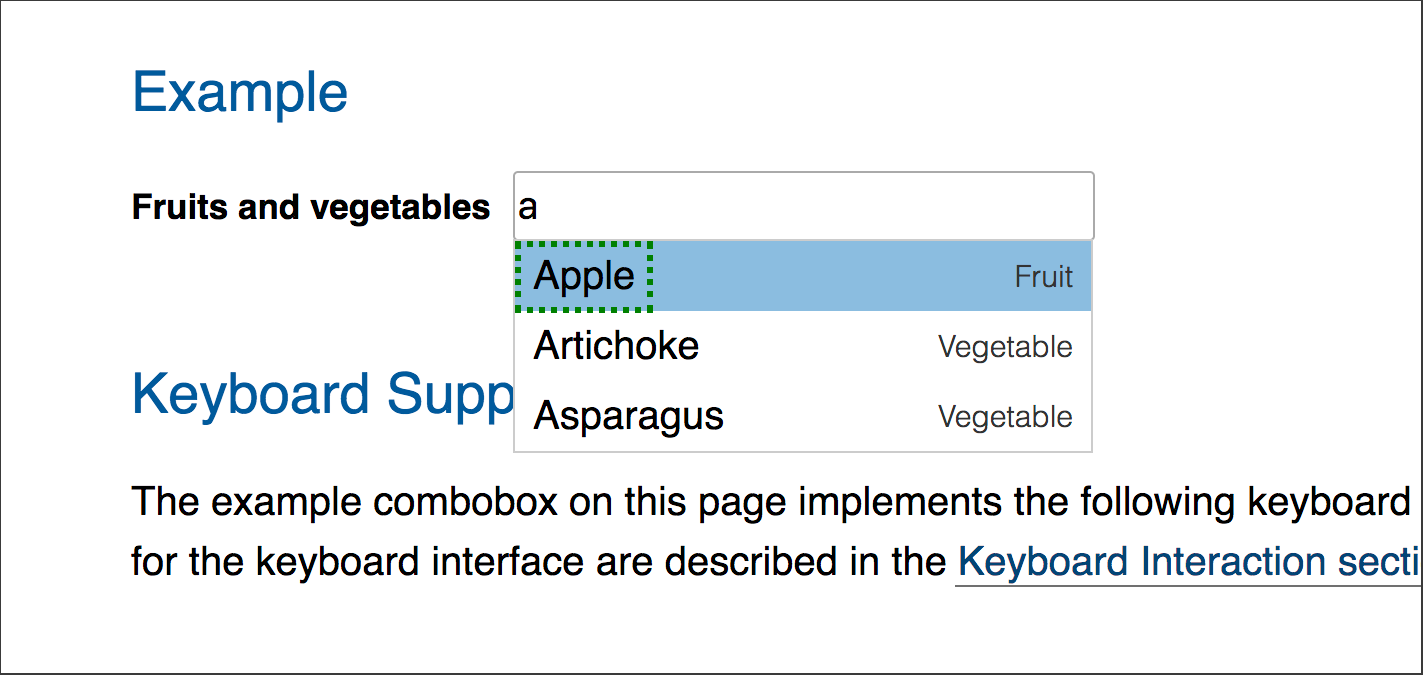 Example
Fruits and vegetables a
Apple Fruit
Artichoke Vegetable
Keyboard Supp
Asparagus Vegetable
The example combobox on this page implements the following keyboard
for the keyboard interface are described in the Keyboard Interaction secti